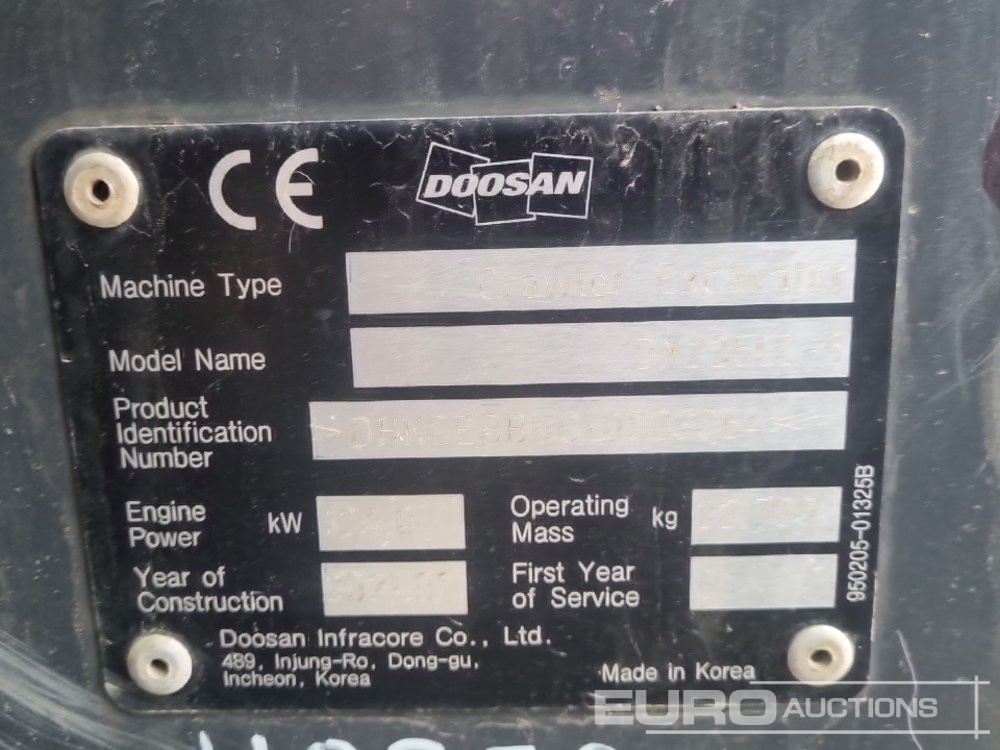 CE DOOSAN
Machine Type Crawler Excavator
Model Name
Product
Identification
Number
Engine
Power kW
Operating
Mass kg
Year of
Construction
First Year
of Service
950205-01325B
Doosan Infracore Co., Ltd.
489, Injung-Ro, Dong-gu,
Incheon, Korea
Made in Korea
EURO AUCTIONS